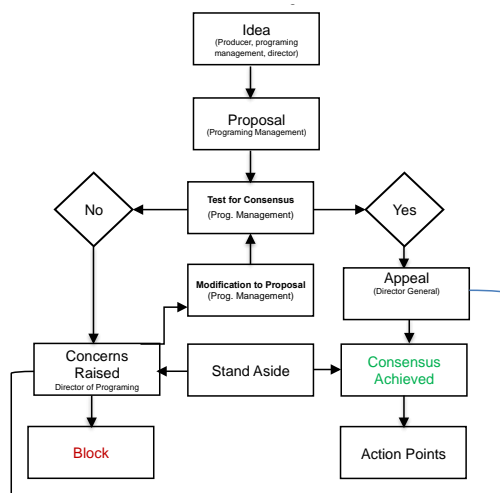 Idea
(Producer, programing
management, director)
Proposal
(Programing Management)
No
Test for Consensus
(Prog. Management)
Yes
Modification to Proposal
(Prog. Management)
Appeal
(Director General)
Concerns
Raised
Director of Programing
Stand Aside
Consensus
Achieved
Block
Action Points